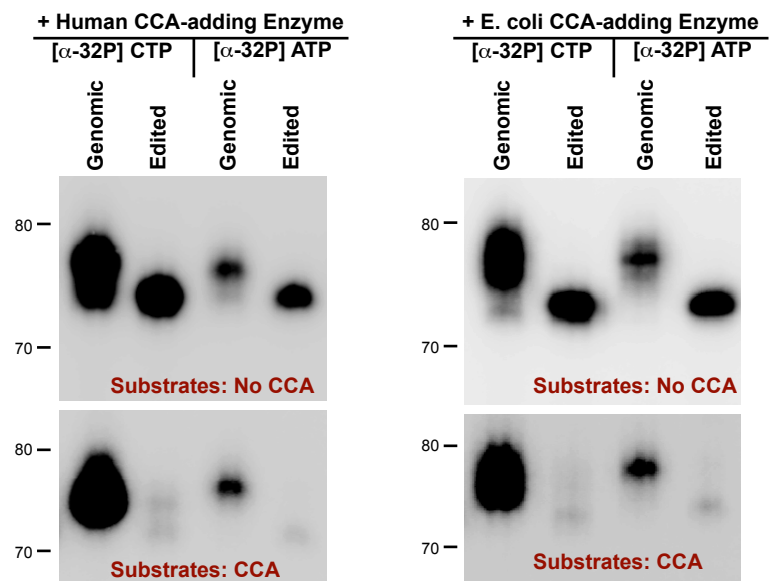 + Human CCA-adding Enzyme
[α-32P] CTP
[α-32P] ATP
Genomic
Edited
Genomic
Edited
80
70
Substrates: No CCA
80
70
Substrates: CCA
+ E. coli CCA-adding Enzyme
[α-32P] CTP
[α-32P] ATP
Genomic
Edited
Genomic
Edited
80
70
Substrates: No CCA
80
70
Substrates: CCA